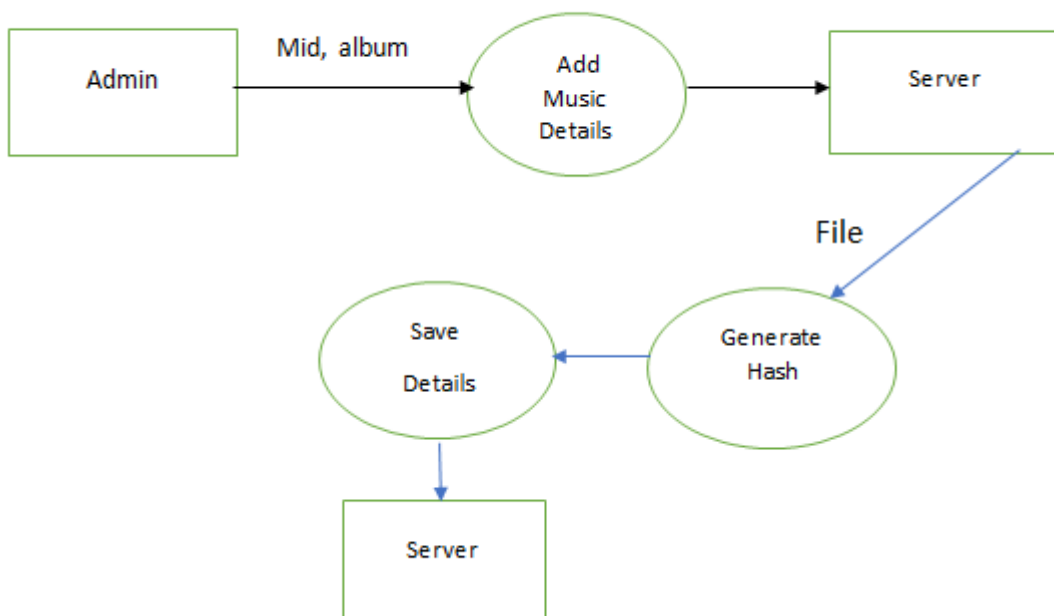 Admin
Mid, album
Add
Music
Details
Server
File
Generate
Hash
Save
Details
Server